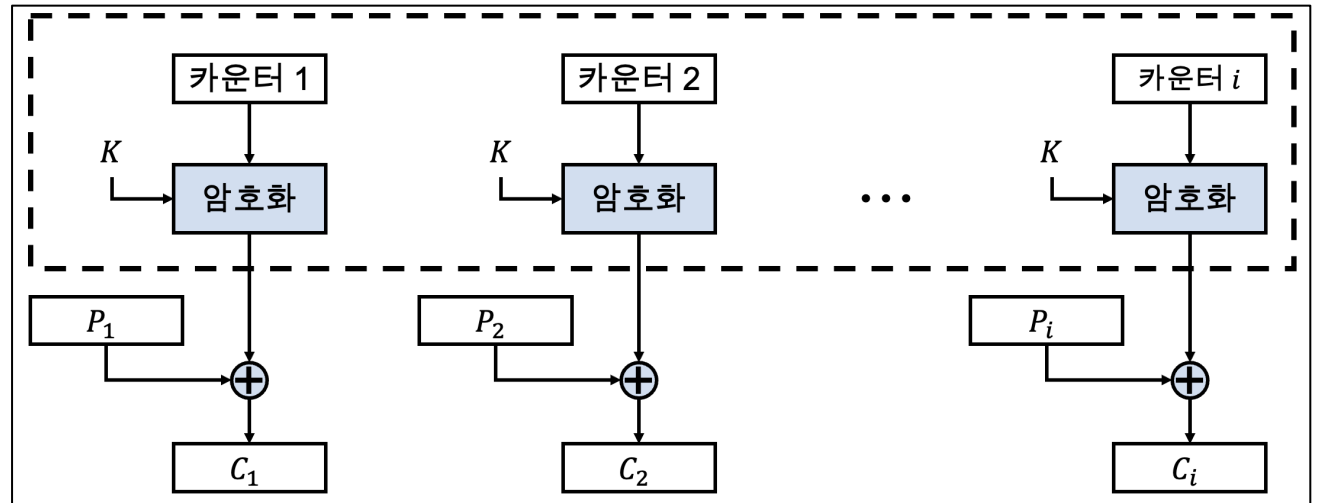 카운터 1 카운터 2 카운터 i
K K K
암호화 암호화 ••• 암호화
P₁ P₂ Pᵢ
C₁ C₂ Cᵢ